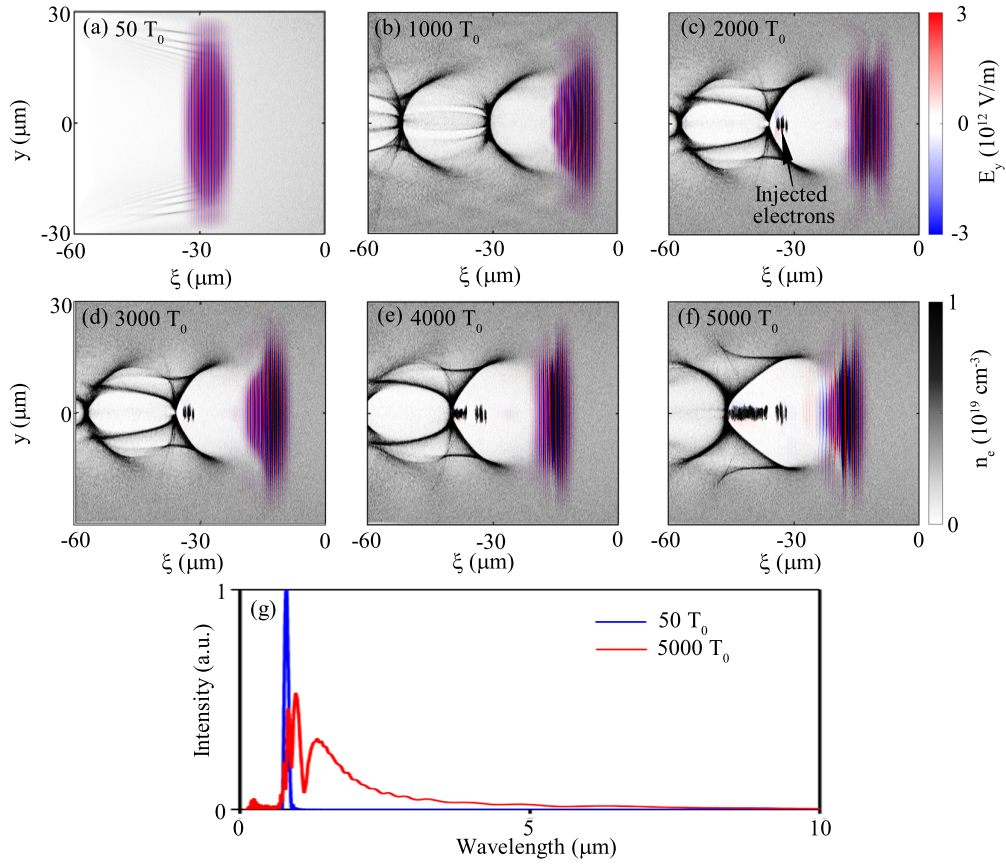 (a) 50 T0
(b) 1000 T0
(c) 2000 T0
30
0
-30
y (μm)
-60
-30
0
ξ (μm)
-60
-30
0
ξ (μm)
-60
-30
0
ξ (μm)
Injected
electrons
3
0
-3
Ey (10^12 V/m)
(d) 3000 T0
(e) 4000 T0
(f) 5000 T0
30
0
y (μm)
-60
-30
0
ξ (μm)
-60
-30
0
ξ (μm)
-60
-30
0
ξ (μm)
1
0
ne (10^19 cm^-3)
(g)
50 T0
5000 T0
1
0
Intensity (a.u.)
0
5
10
Wavelength (μm)